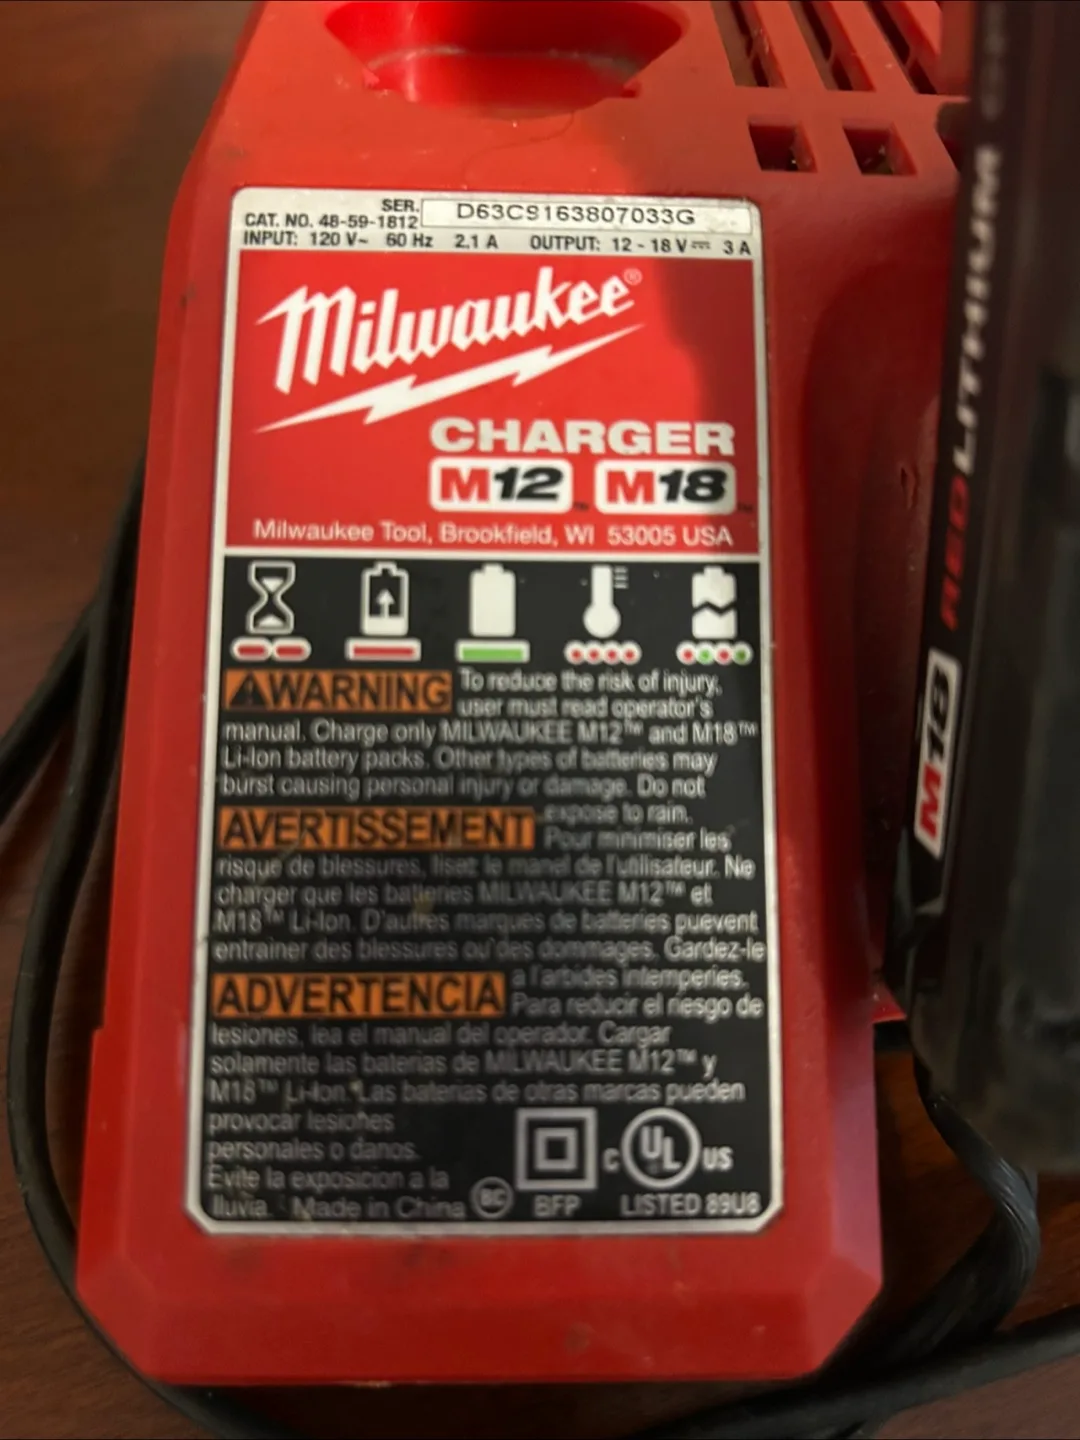 SER. D63C9163807033G
CAT. NO. 48-59-1812
INPUT: 120 V~ 60 Hz 2.1 A OUTPUT: 12 - 18 V⎓ 3 A
Milwaukee®
CHARGER
M12™ M18™
Milwaukee Tool, Brookfield, WI 53005 USA
WARNING To reduce the risk of injury,
user must read operator's
manual. Charge only MILWAUKEE M12™ and M18™
Li-Ion battery packs. Other types of batteries may
burst causing personal injury or damage. Do not
expose to rain.
AVERTISSEMENT Pour minimiser les
risque de blessures, liset le manel de l'utilisateur. Ne
charger que les batteries MILWAUKEE M12™ et
M18™ Li-Ion. D'autres marques de batteries puevent
entrainer des blessures ou des dommages. Gardez-le
a l'arbides intemperies.
ADVERTENCIA Para reducir el riesgo de
lesiones, lea el manual del operador. Cargar
solamente las baterias de MILWAUKEE M12™ y
M18™ Li-Ion. Las baterias de otras marcas pueden
provocar lesiones
personales o danos.
Evite la exposicion a la
lluvia. Made in China
BC
BFP
C UL US
LISTED 89U8
M18 REDLITHIUM